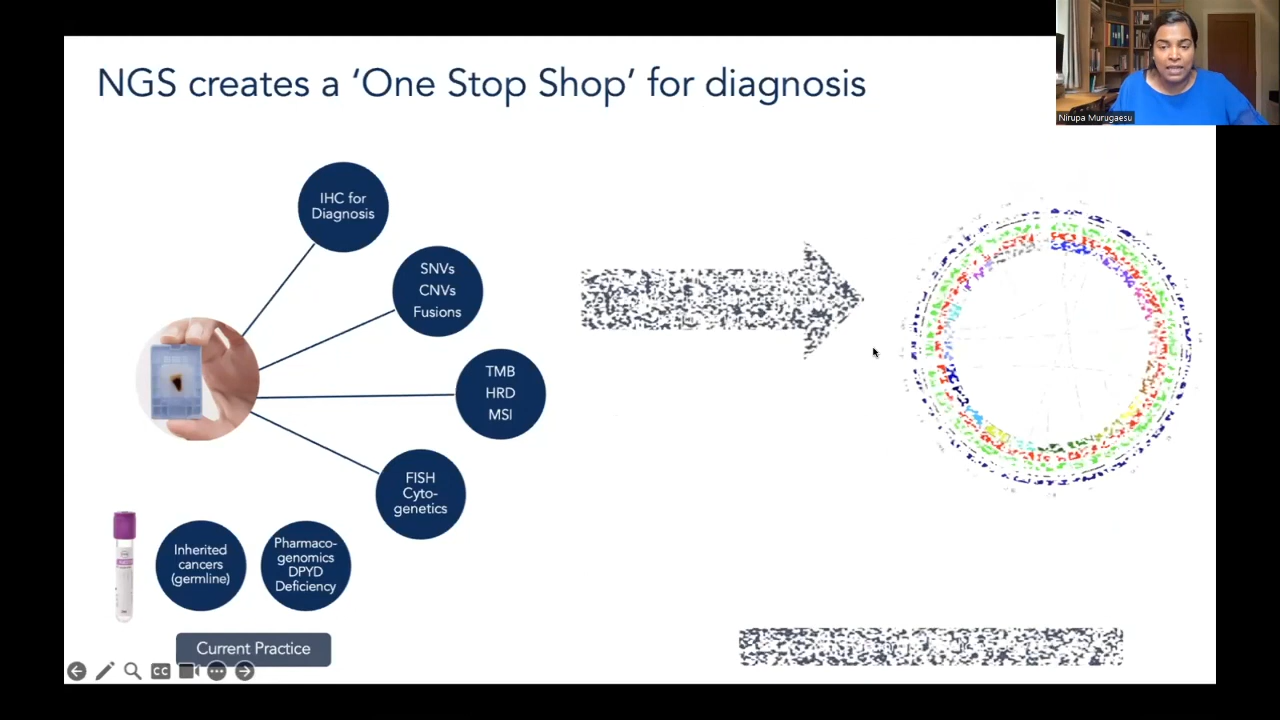 NGS creates a ‘One Stop Shop’ for diagnosis
Nirupa Murugaesu
IHC for
Diagnosis
SNVs
CNVs
Fusions
TMB
HRD
MSI
FISH
Cyto-
genetics
Inherited
cancers
(germline)
Pharmaco-
genomics
DPYD
Deficiency
Current Practice
CC